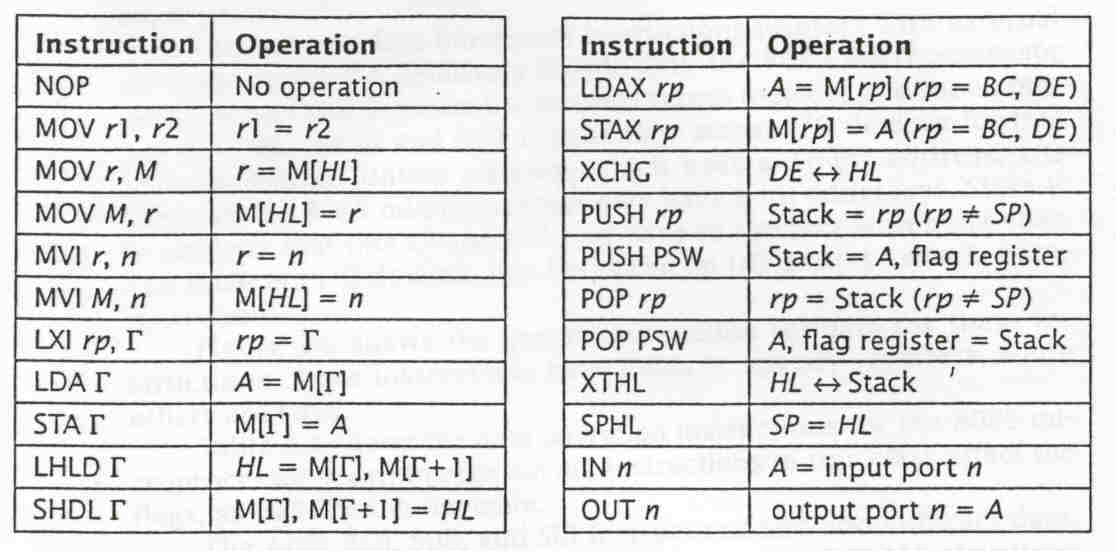 Instruction Operation
NOP No operation
MOV r1, r2 r1 = r2
MOV r, M r = M[HL]
MOV M, r M[HL] = r
MVI r, n r = n
MVI M, n M[HL] = n
LXI rp, Γ rp = Γ
LDA Γ A = M[Γ]
STA Γ M[Γ] = A
LHLD Γ HL = M[Γ], M[Γ+1]
SHDL Γ M[Γ], M[Γ+1] = HL
Instruction Operation
LDAX rp A = M[rp] (rp = BC, DE)
STAX rp M[rp] = A (rp = BC, DE)
XCHG DE ↔ HL
PUSH rp Stack = rp (rp ≠ SP)
PUSH PSW Stack = A, flag register
POP rp rp = Stack (rp ≠ SP)
POP PSW A, flag register = Stack
XTHL HL ↔ Stack
SPHL SP = HL
IN n A = input port n
OUT n output port n = A